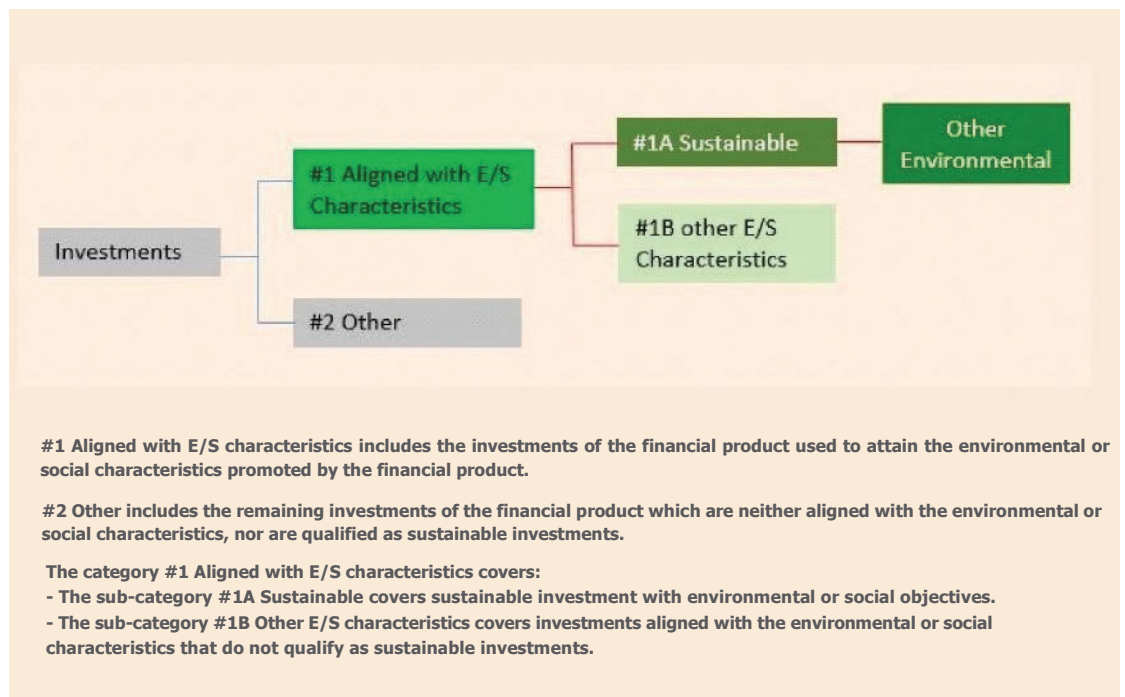 Other
Environmental
#1A Sustainable
#1 Aligned with E/S
Characteristics
#1B other E/S
Characteristics
Investments
#2 Other
#1 Aligned with E/S characteristics includes the investments of the financial product used to attain the environmental or
social characteristics promoted by the financial product.
#2 Other includes the remaining investments of the financial product which are neither aligned with the environmental or
social characteristics, nor are qualified as sustainable investments.
The category #1 Aligned with E/S characteristics covers:
- The sub-category #1A Sustainable covers sustainable investment with environmental or social objectives.
- The sub-category #1B Other E/S characteristics covers investments aligned with the environmental or social
characteristics that do not qualify as sustainable investments.